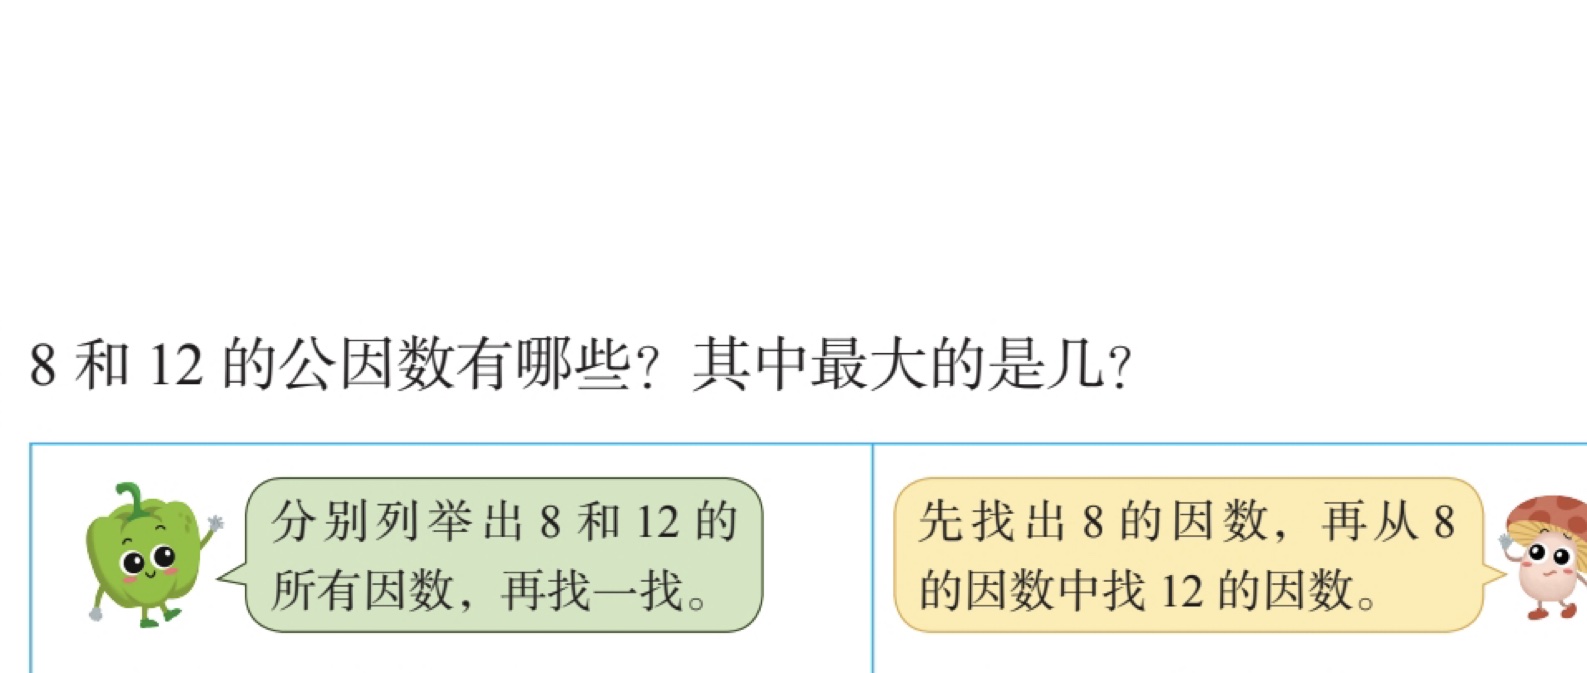 8 和 12 的公因数有哪些？其中最大的是几？
分别列举出 8 和 12 的
所有因数，再找一找。
先找出 8 的因数，再从 8
的因数中找 12 的因数。